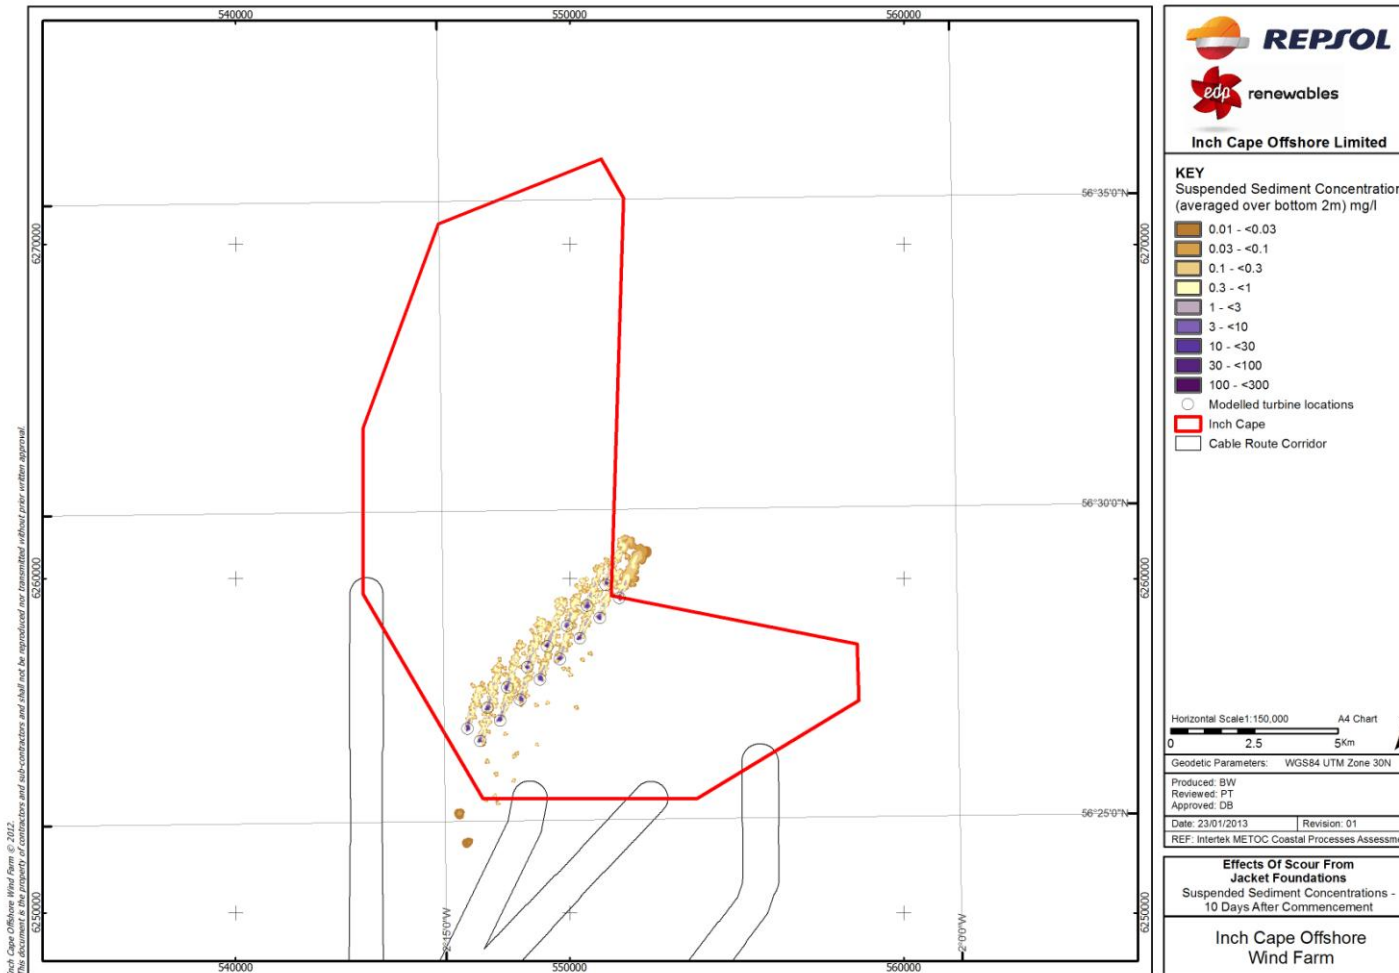 540000
550000
560000
56°35'0"N
6270000
6270000
56°30'0"N
6260000
6260000
56°25'0"N
6250000
6250000
2°15'0"W
2°0'0"W
540000
550000
560000
Inch Cape Offshore Wind Farm © 2012.
This document is the property of contractors and sub-contractors and shall not be reproduced nor transmitted without prior written approval.
REPSOL
edp renewables
Inch Cape Offshore Limited
KEY
Suspended Sediment Concentration
(averaged over bottom 2m) mg/l
0.01 - <0.03
0.03 - <0.1
0.1 - <0.3
0.3 - <1
1 - <3
3 - <10
10 - <30
30 - <100
100 - <300
Modelled turbine locations
Inch Cape
Cable Route Corridor
Horizontal Scale1:150,000 A4 Chart
0 2.5 5Km
Geodetic Parameters: WGS84 UTM Zone 30N
Produced: BW
Reviewed: PT
Approved: DB
Date: 23/01/2013 Revision: 01
REF: Intertek METOC Coastal Processes Assessm
Effects Of Scour From
Jacket Foundations
Suspended Sediment Concentrations -
10 Days After Commencement
Inch Cape Offshore
Wind Farm